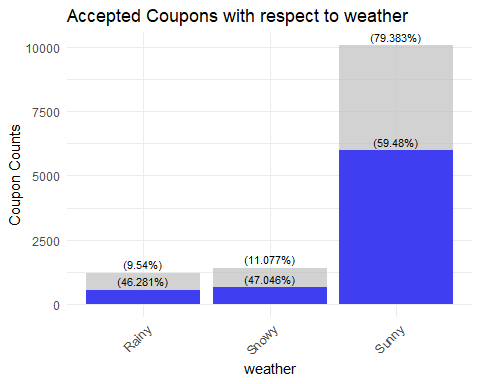 Accepted Coupons with respect to weather
Coupon Counts
10000
7500
5000
2500
0
(9.54%)
(46.281%)
(11.077%)
(47.046%)
(79.383%)
(59.48%)
Rainy
Snowy
Sunny
weather